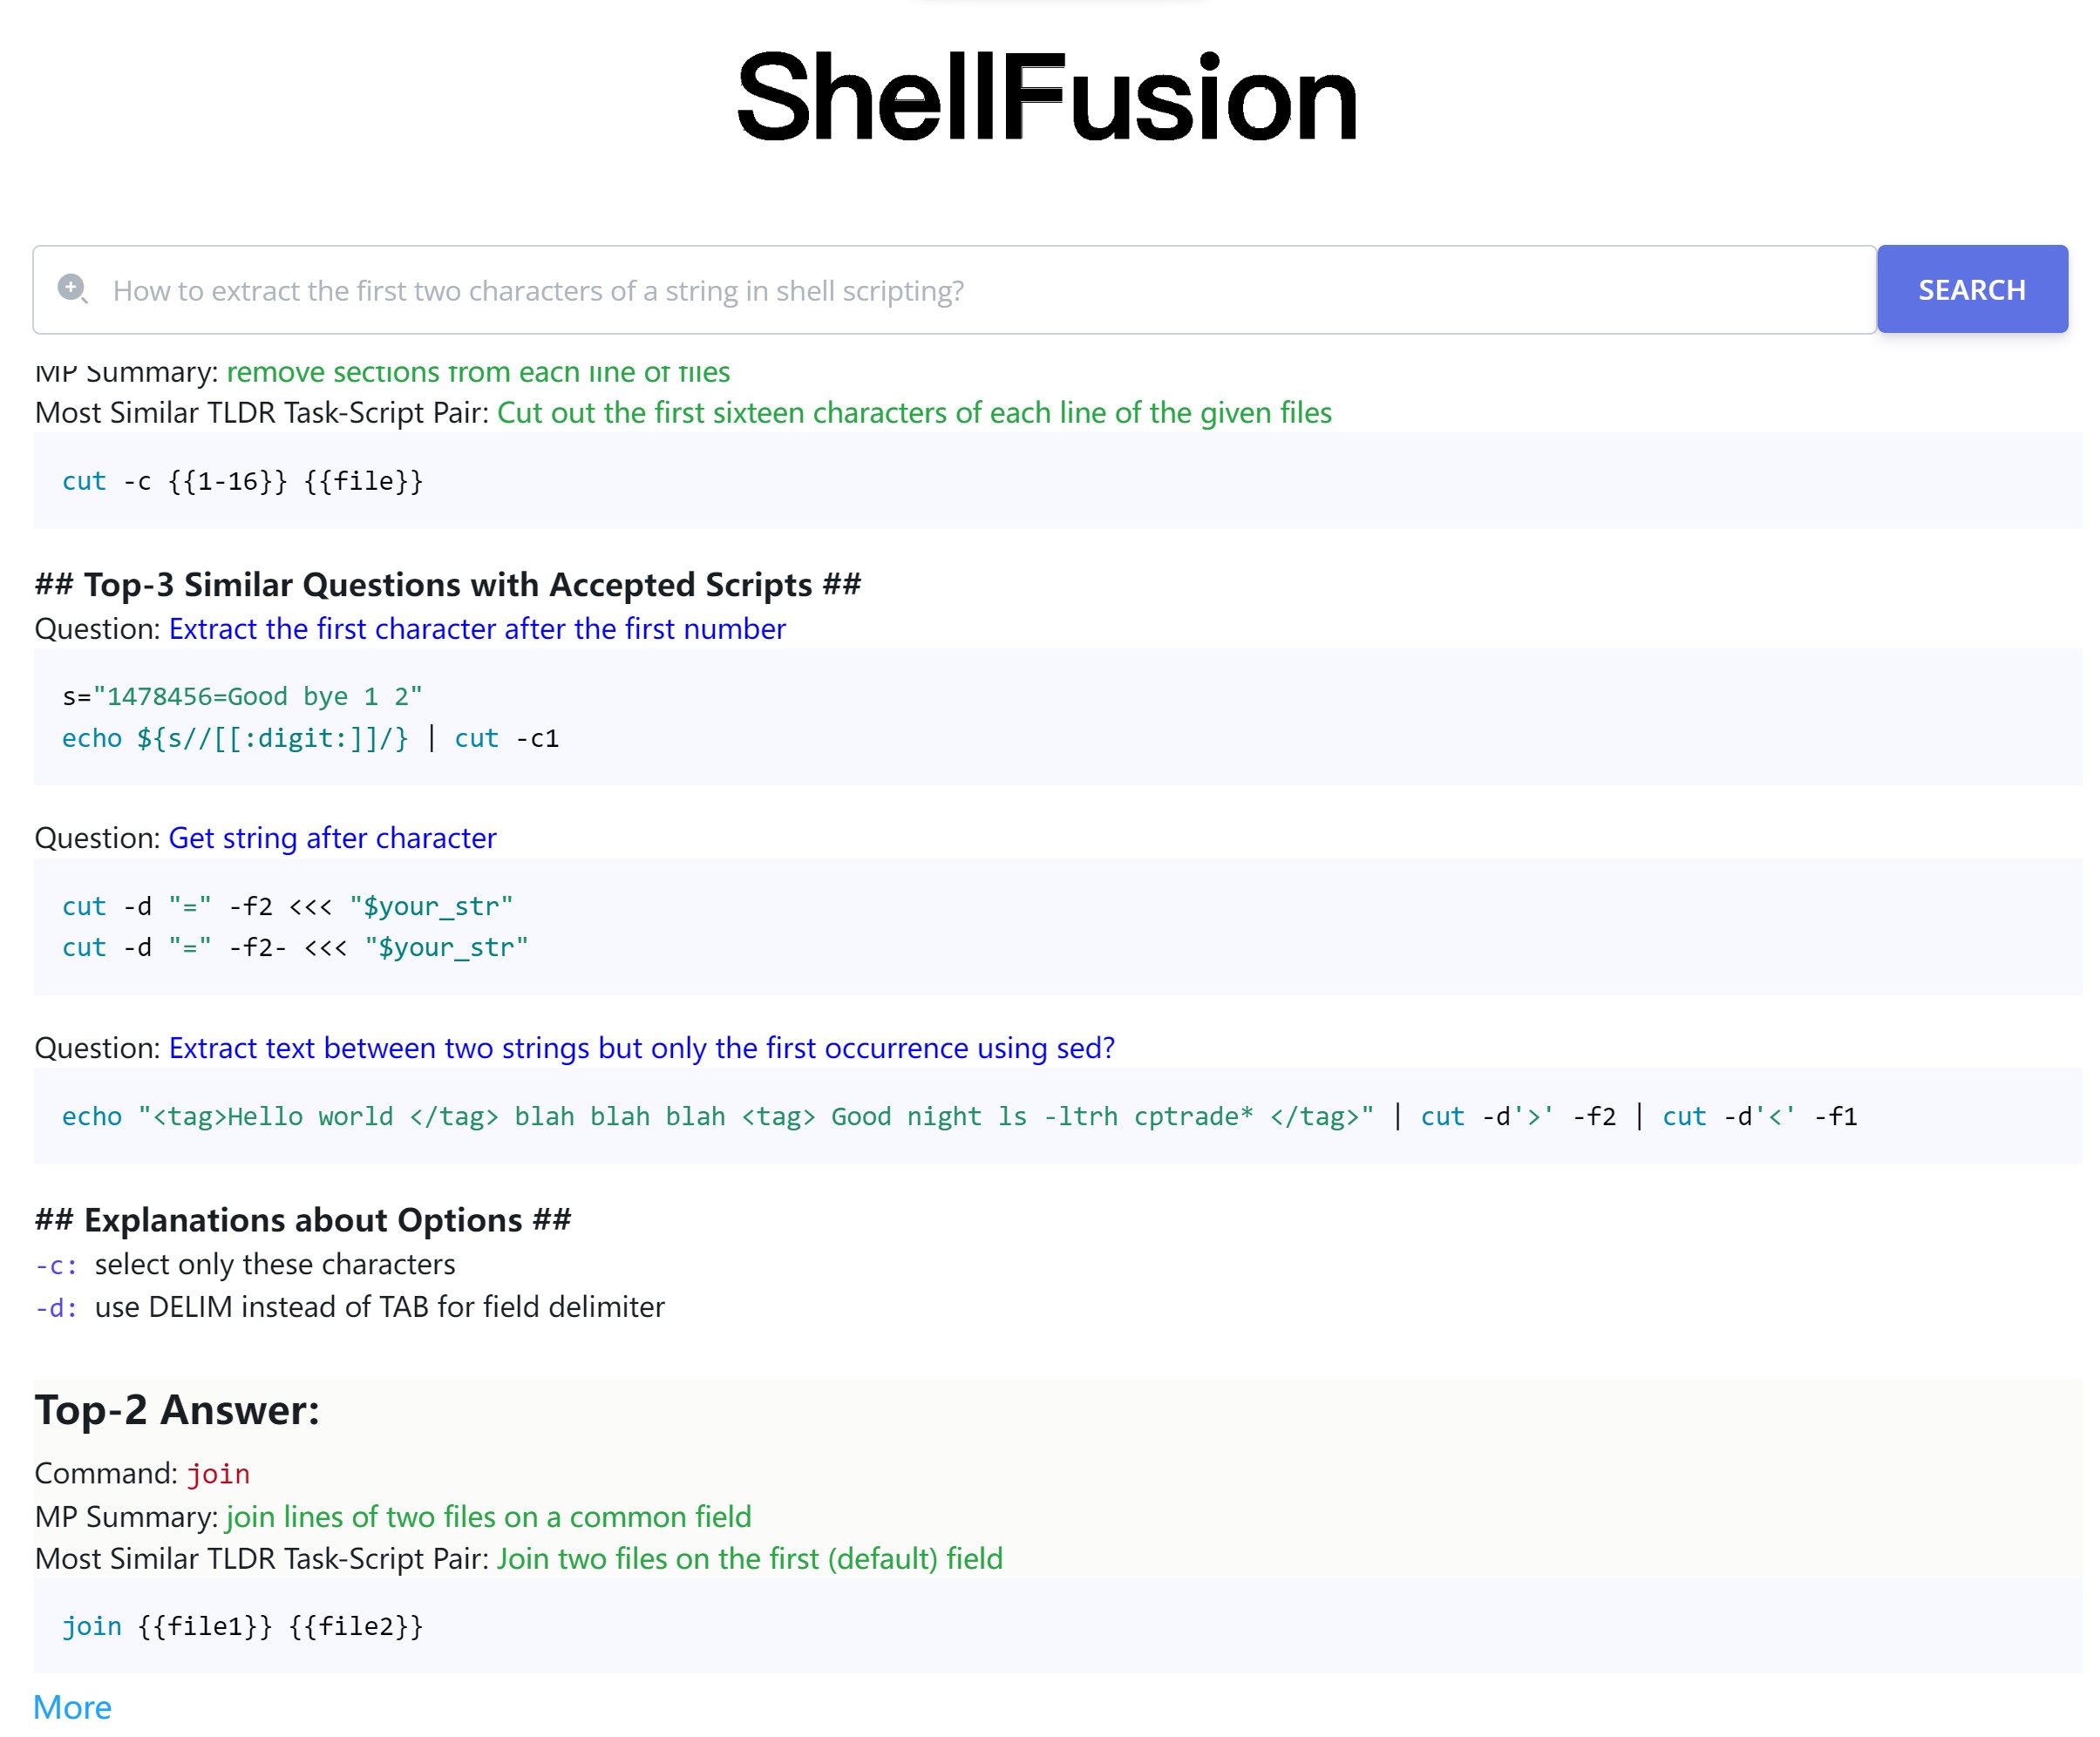 ShellFusion
How to extract the first two characters of a string in shell scripting?
SEARCH
MP Summary: remove sections from each line of files
Most Similar TLDR Task-Script Pair: Cut out the first sixteen characters of each line of the given files
cut -c {{1-16}} {{file}}
## Top-3 Similar Questions with Accepted Scripts ##
Question: Extract the first character after the first number
s="1478456=Good bye 1 2"
echo ${s//[[:digit:]]/} | cut -c1
Question: Get string after character
cut -d "=" -f2 <<< "$your_str"
cut -d "=" -f2- <<< "$your_str"
Question: Extract text between two strings but only the first occurrence using sed?
echo "<tag>Hello world </tag> blah blah blah <tag> Good night ls -ltrh cptrade* </tag>" | cut -d'>' -f2 | cut -d'<' -f1
## Explanations about Options ##
-c: select only these characters
-d: use DELIM instead of TAB for field delimiter
Top-2 Answer:
Command: join
MP Summary: join lines of two files on a common field
Most Similar TLDR Task-Script Pair: Join two files on the first (default) field
join {{file1}} {{file2}}
More